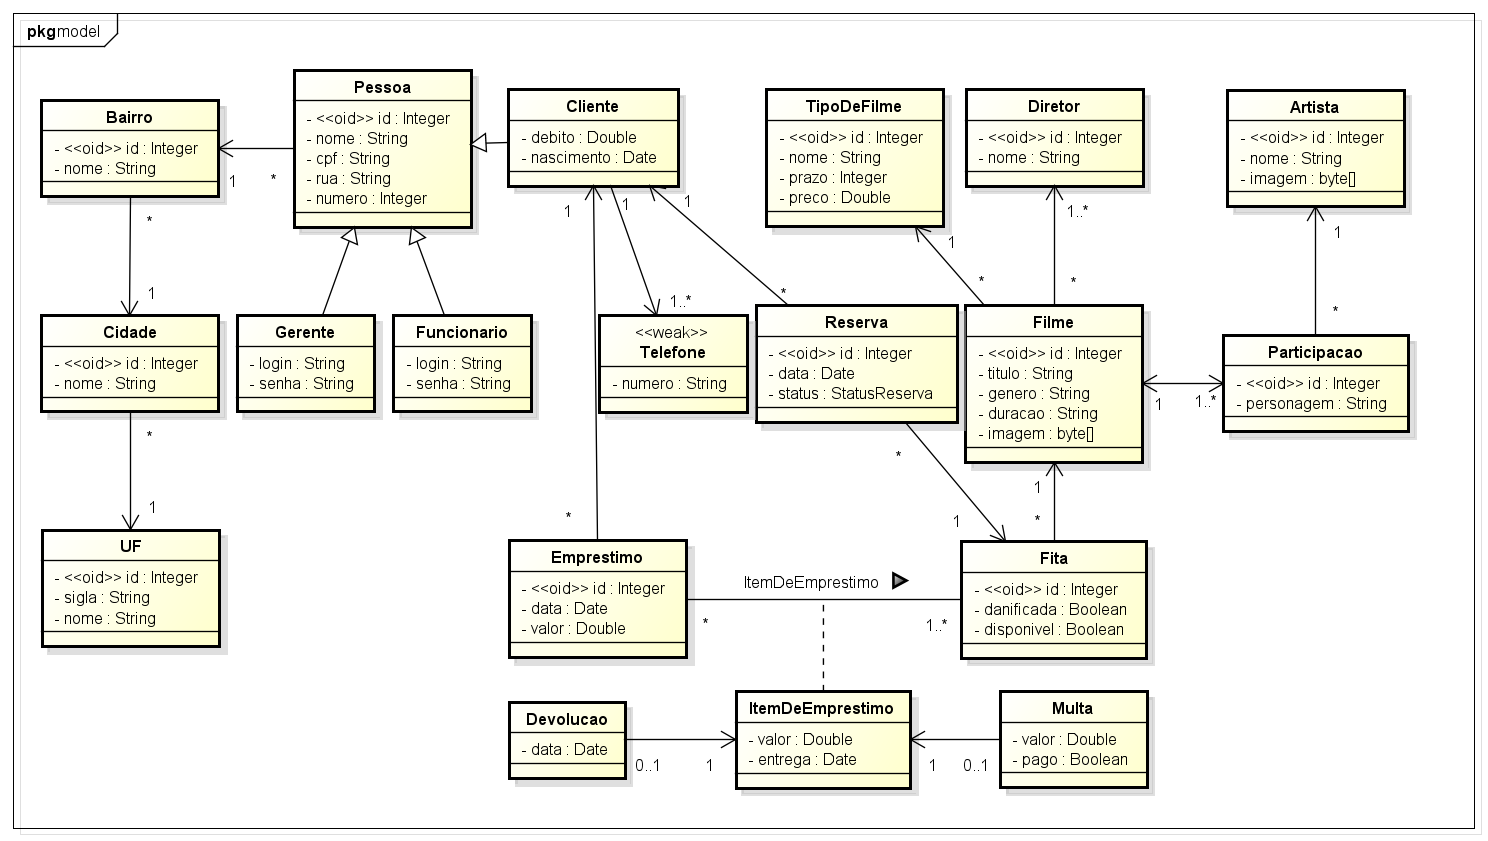 pkg model
Bairro
- <<oid>> id : Integer
- nome : String
Pessoa
- <<oid>> id : Integer
- nome : String
- cpf : String
- rua : String
- numero : Integer
Cliente
- debito : Double
- nascimento : Date
TipoDeFilme
- <<oid>> id : Integer
- nome : String
- prazo : Integer
- preco : Double
Diretor
- <<oid>> id : Integer
- nome : String
Artista
- <<oid>> id : Integer
- nome : String
- imagem : byte[]
1
*
*
1
1
1
1
1..*
*
1
*
1..*
*
1
*
Cidade
- <<oid>> id : Integer
- nome : String
Gerente
- login : String
- senha : String
Funcionario
- login : String
- senha : String
<<weak>>
Telefone
- numero : String
Reserva
- <<oid>> id : Integer
- data : Date
- status : StatusReserva
Filme
- <<oid>> id : Integer
- titulo : String
- genero : String
- duracao : String
- imagem : byte[]
Participacao
- <<oid>> id : Integer
- personagem : String
1
1..*
*
1
*
1
*
1
*
UF
- <<oid>> id : Integer
- sigla : String
- nome : String
Emprestimo
- <<oid>> id : Integer
- data : Date
- valor : Double
ItemDeEmprestimo
*
1..*
Fita
- <<oid>> id : Integer
- danificada : Boolean
- disponivel : Boolean
Devolucao
- data : Date
0..1
1
ItemDeEmprestimo
- valor : Double
- entrega : Date
1
0..1
Multa
- valor : Double
- pago : Boolean